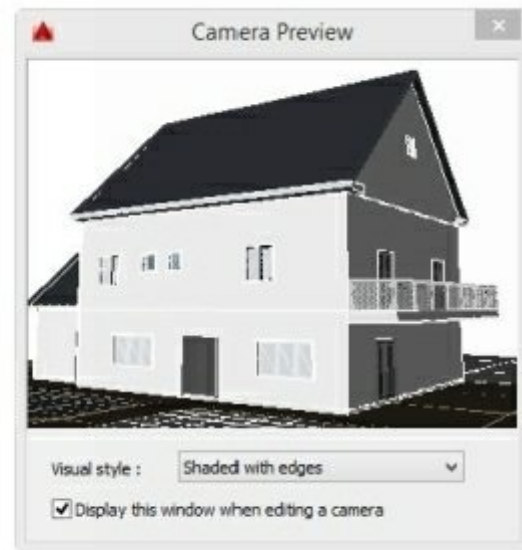 Camera Preview
Visual style : Shaded with edges
Display this window when editing a camera